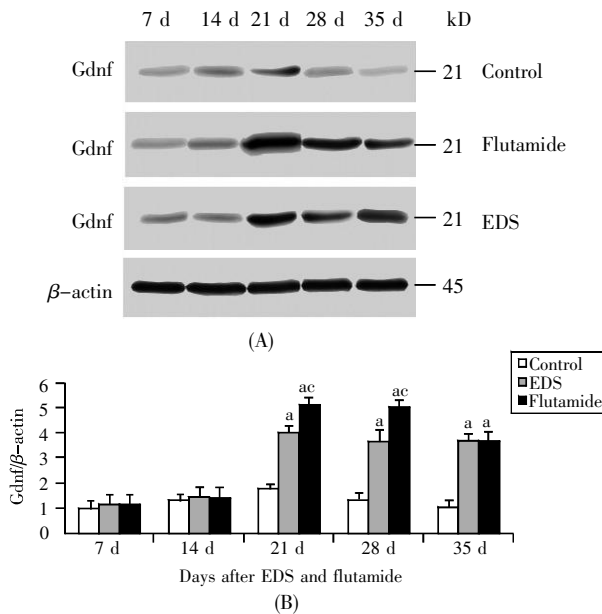 7 d 14 d 21 d 28 d 35 d kD
Gdnf 21 Control
Gdnf 21 Flutamide
Gdnf 21 EDS
β-actin 45
(A)
Control
EDS
Flutamide
Gdnf/β-actin
6
5
4
3
2
1
0
a ac
a ac
a a
7 d 14 d 21 d 28 d 35 d
Days after EDS and flutamide
(B)